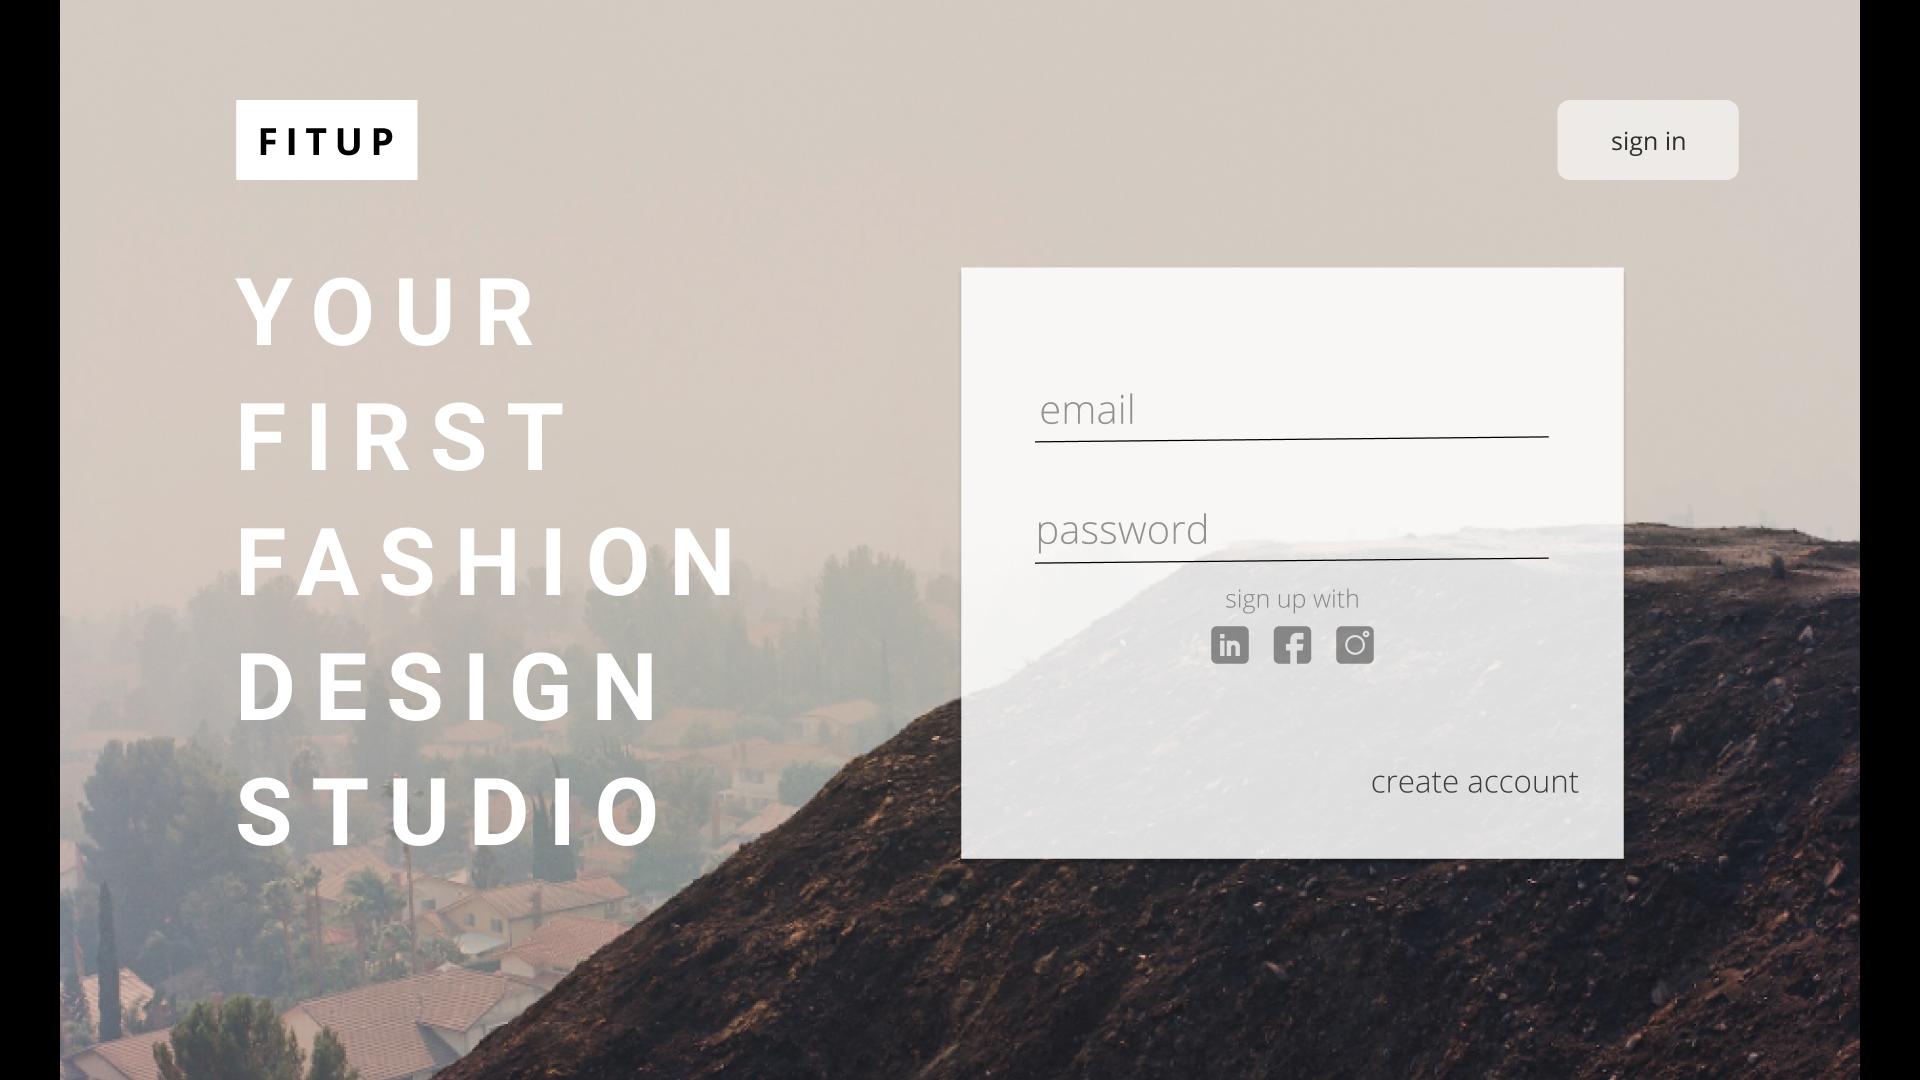 FITUP
sign in
YOUR
FIRST
FASHION
DESIGN
STUDIO
email
password
sign up with
in f
create account